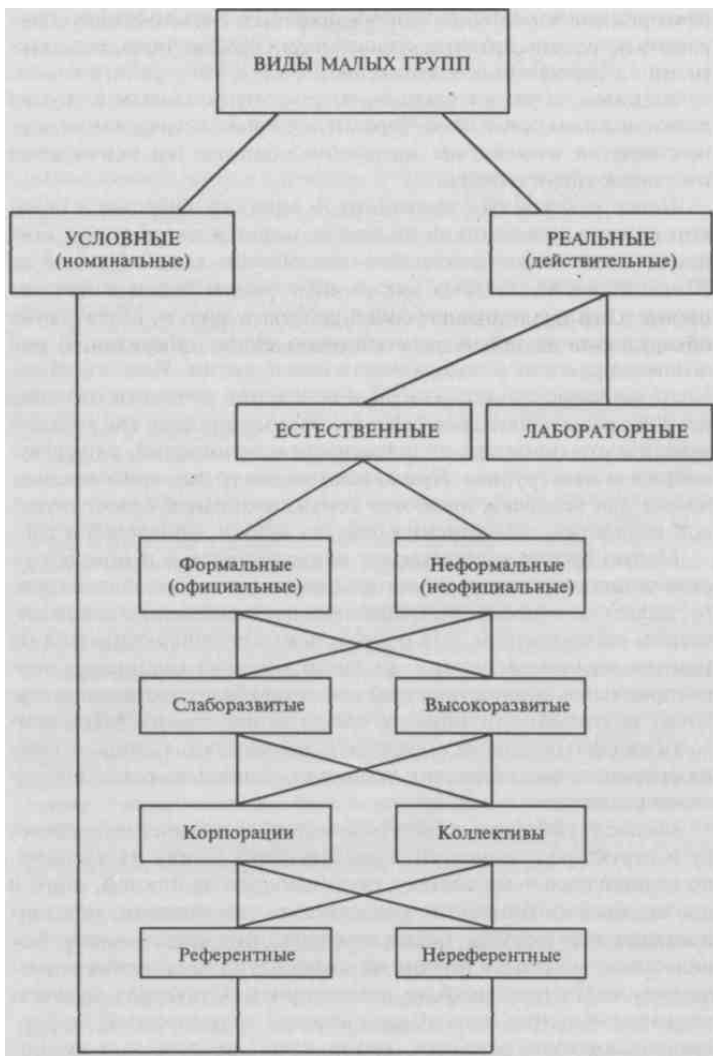 ВИДЫ МАЛЫХ ГРУПП
УСЛОВНЫЕ
(номинальные)
РЕАЛЬНЫЕ
(действительные)
ЕСТЕСТВЕННЫЕ
ЛАБОРАТОРНЫЕ
Формальные
(официальные)
Неформальные
(неофициальные)
Слаборазвитые
Высокоразвитые
Корпорации
Коллективы
Референтные
Нереферентные